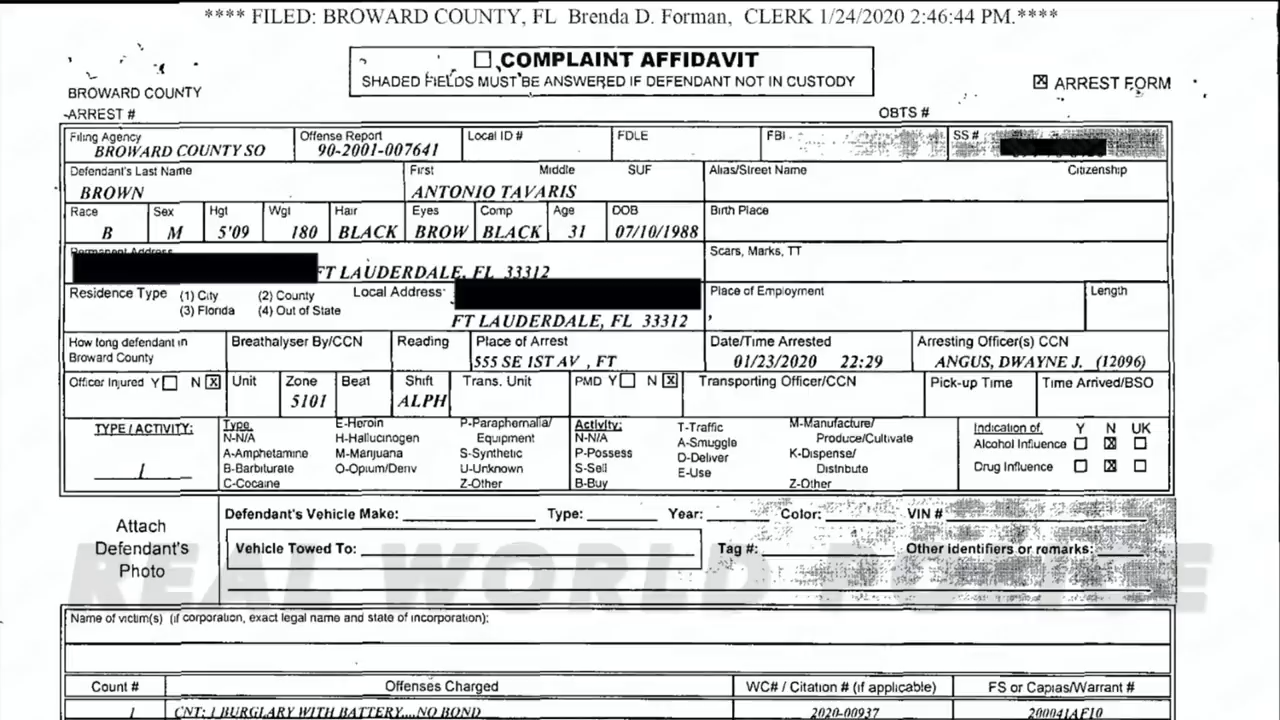 **** FILED: BROWARD COUNTY, FL Brenda D. Forman, CLERK 1/24/2020 2:46:44 PM.****
COMPLAINT AFFIDAVIT
SHADED FIELDS MUST BE ANSWERED IF DEFENDANT NOT IN CUSTODY
BROWARD COUNTY
ARREST FORM
ARREST # OBTS #
Filing Agency Offense Report Local ID # FDLE FBI SS #
BROWARD COUNTY SO 90-2001-007641
Defendant's Last Name First Middle SUF Alias/Street Name Citizenship
BROWN ANTONIO TAVARIS
Race Sex Hgt Wgt Hair Eyes Comp Age DOB Birth Place
B M 5'09 180 BLACK BROW BLACK 31 07/10/1988
Permanent Address Scars, Marks, TT
FT LAUDERDALE, FL 33312
Residence Type (1) City (2) County Local Address Place of Employment Length
(3) Florida (4) Out of State
FT LAUDERDALE, FL 33312 ,
How long defendant in Breathalyser By/CCN Reading Place of Arrest Date/Time Arrested Arresting Officer(s) CCN
Broward County 555 SE 1ST AV , FT 01/23/2020 22:29 ANGUS, DWAYNE J. (12096)
Officer Injured Y N X Unit Zone Beat Shift Trans. Unit PMD Y N X Transporting Officer/CCN Pick-up Time Time Arrived/BSO
5101 ALPH
TYPE / ACTIVITY: Type. E-Heroin P-Paraphernalia/ Activity: T-Traffic M-Manufacture/ Indication of. Y N UK
N-N/A H-Hallucinogen Equipment N-N/A A-Smuggle Produce/Cultivate Alcohol Influence X
A-Amphetamine M-Marijuana S-Synthetic P-Possess D-Deliver K-Dispense/
B-Barbiturate O-Opium/Deriv U-Unknown S-Sell E-Use Distribute Drug Influence X
/ C-Cocaine Z-Other B-Buy Z-Other
Attach Defendant's Vehicle Make: Type: Year: Color: VIN #
Defendant's Vehicle Towed To: Tag #: Other identifiers or remarks:
Photo
REAL WORLD POLICE
Name of victim(s) (if corporation, exact legal name and state of incorporation):
Count # Offenses Charged WC# / Citation # (if applicable) FS or Capias/Warrant #
1 CNT: 1 BURGLARY WITH BATTERY....NO BOND 2020-00937 2020041AF10